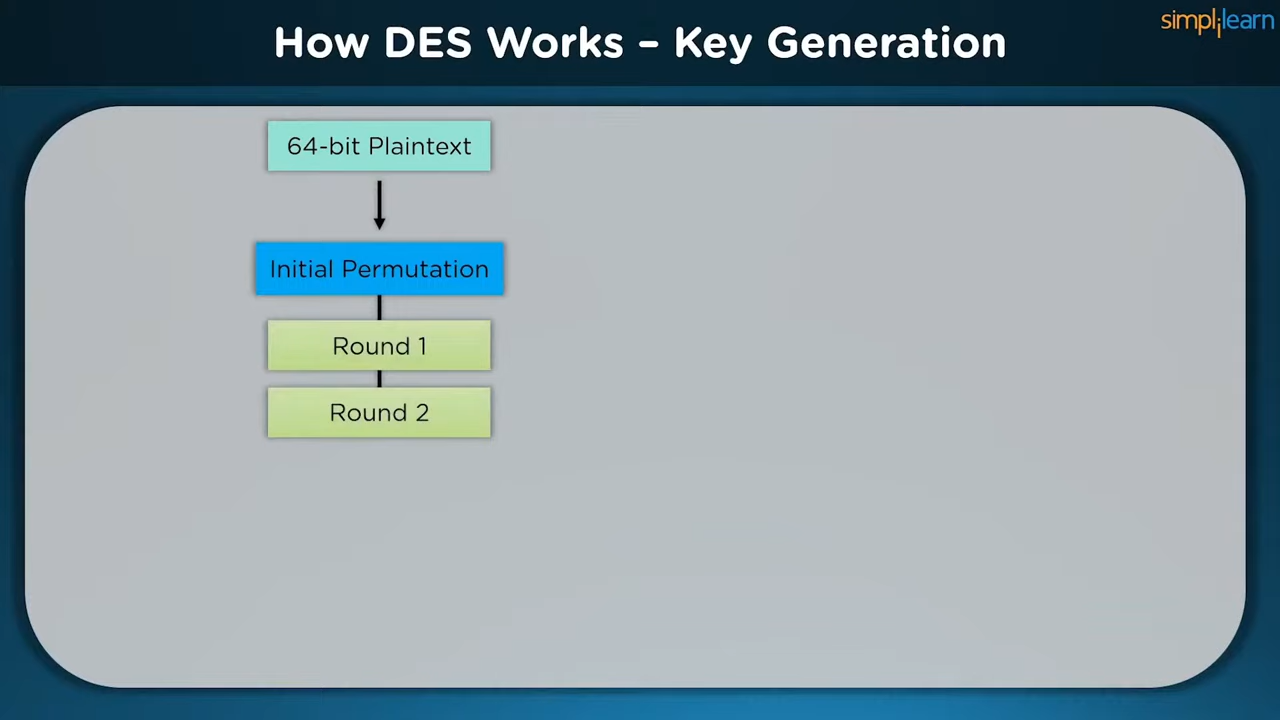 simplilearn
How DES Works – Key Generation
64-bit Plaintext
Initial Permutation
Round 1
Round 2